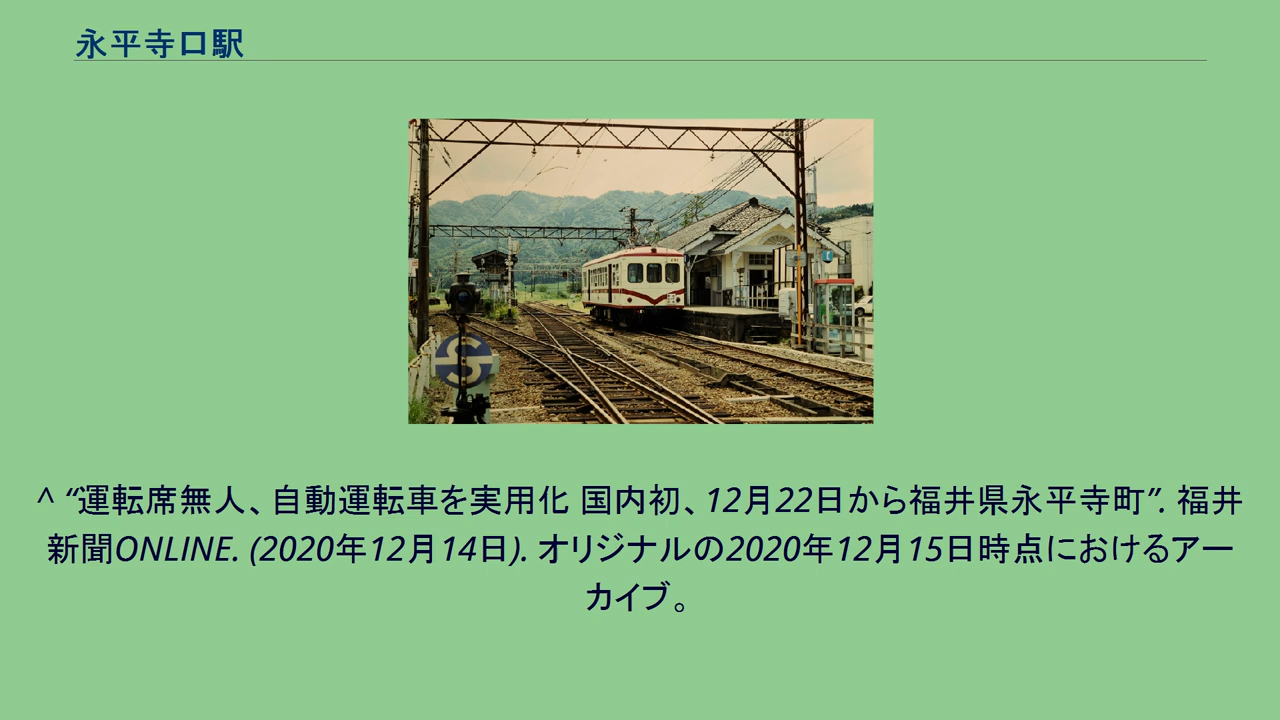 永平寺口駅
^ “運転席無人、自動運転車を実用化 国内初、12月22日から福井県永平寺町”. 福井
新聞ONLINE. (2020年12月14日). オリジナルの2020年12月15日時点におけるアー
カイブ。